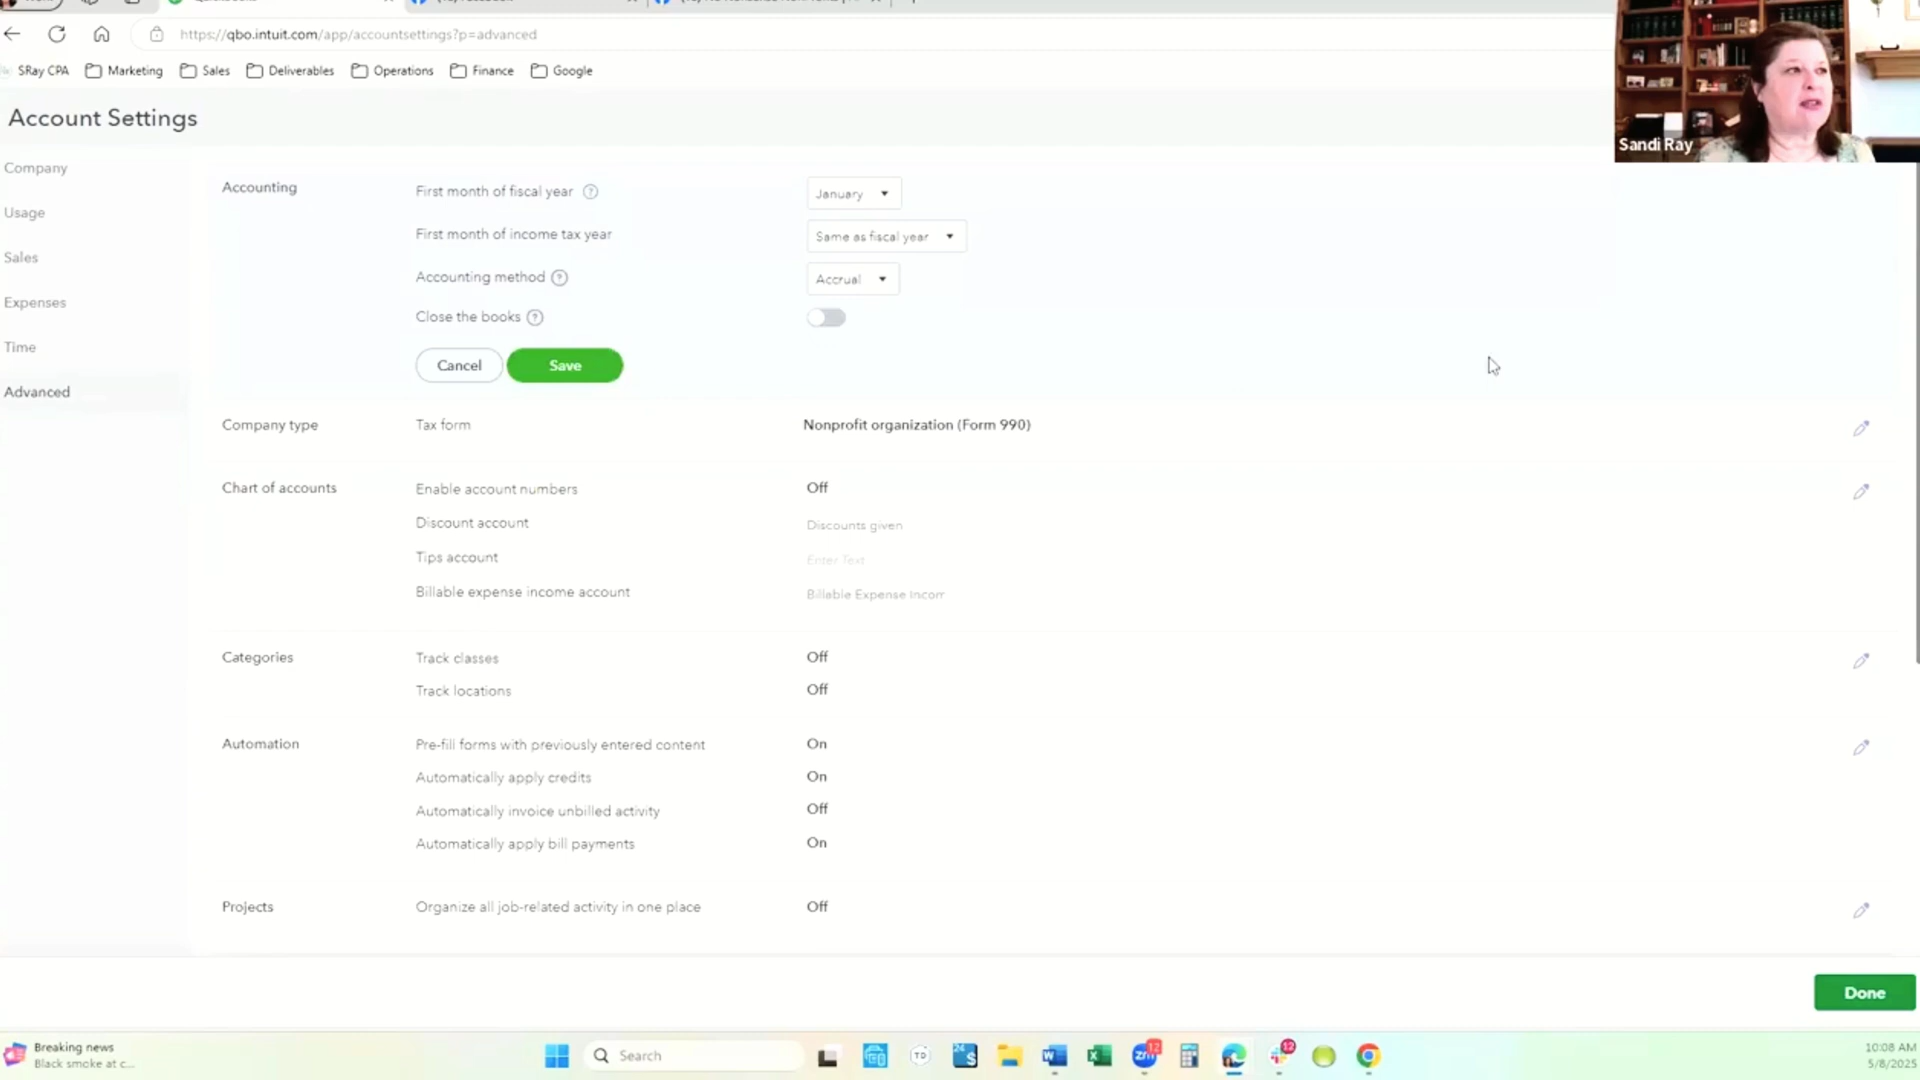 https://qbo.intuit.com/app/accountsettings?p=advanced
SRay CPA Marketing Sales Deliverables Operations Finance Google
Sandi Ray
Account Settings
Company
Usage
Sales
Expenses
Time
Advanced
Accounting First month of fiscal year ? January
First month of income tax year Same as fiscal year
Accounting method ? Accrual
Close the books ?
Cancel Save
Company type Tax form Nonprofit organization (Form 990)
Chart of accounts Enable account numbers Off
Discount account Discounts given
Tips account Enter Text
Billable expense income account Billable Expense Incom
Categories Track classes Off
Track locations Off
Automation Pre-fill forms with previously entered content On
Automatically apply credits On
Automatically invoice unbilled activity Off
Automatically apply bill payments On
Projects Organize all job-related activity in one place Off
Done
Breaking news
Black smoke at c...
Search
TD
12
12
10:08 AM
5/8/2025